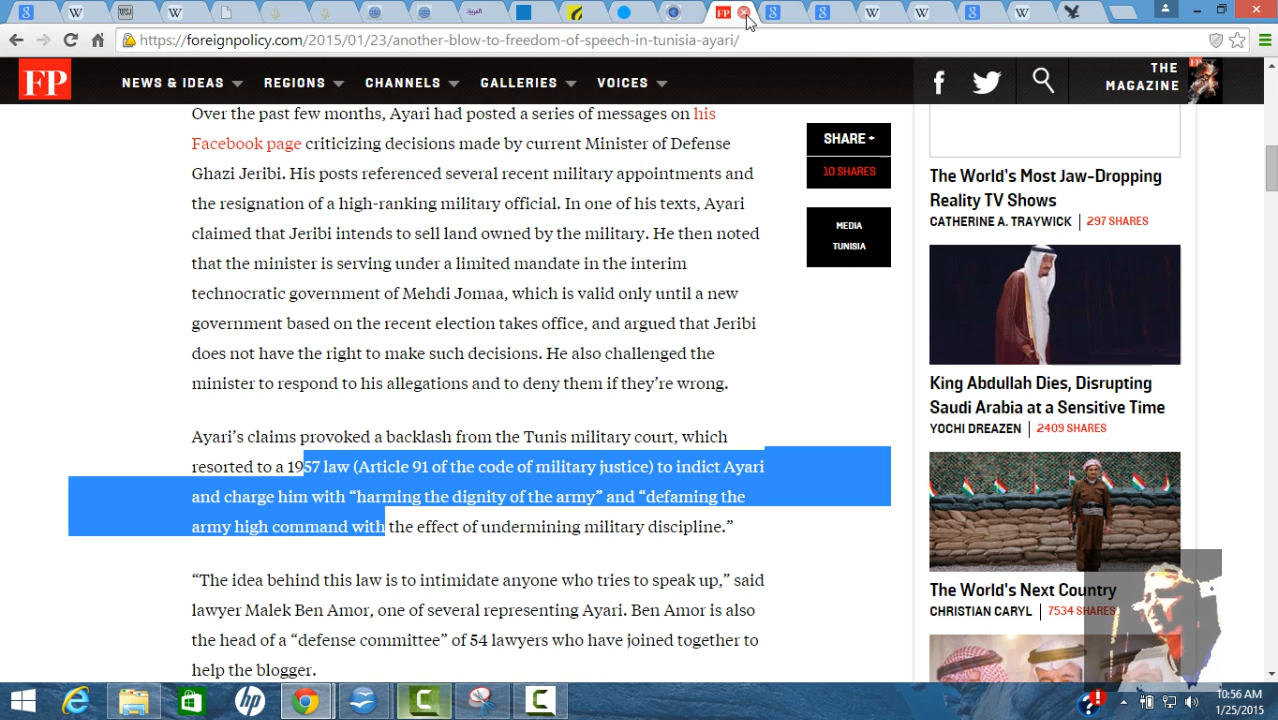 https://foreignpolicy.com/2015/01/23/another-blow-to-freedom-of-speech-in-tunisia-ayari/
FP
NEWS & IDEAS
REGIONS
CHANNELS
GALLERIES
VOICES
THE
MAGAZINE
Over the past few months, Ayari had posted a series of messages on his
Facebook page criticizing decisions made by current Minister of Defense
Ghazi Jeribi. His posts referenced several recent military appointments and
the resignation of a high-ranking military official. In one of his texts, Ayari
claimed that Jeribi intends to sell land owned by the military. He then noted
that the minister is serving under a limited mandate in the interim
technocratic government of Mehdi Jomaa, which is valid only until a new
government based on the recent election takes office, and argued that Jeribi
does not have the right to make such decisions. He also challenged the
minister to respond to his allegations and to deny them if they’re wrong.
Ayari’s claims provoked a backlash from the Tunis military court, which
resorted to a 1957 law (Article 91 of the code of military justice) to indict Ayari
and charge him with “harming the dignity of the army” and “defaming the
army high command with the effect of undermining military discipline.”
“The idea behind this law is to intimidate anyone who tries to speak up,” said
lawyer Malek Ben Amor, one of several representing Ayari. Ben Amor is also
the head of a “defense committee” of 54 lawyers who have joined together to
help the blogger.
SHARE +
10 SHARES
MEDIA
TUNISIA
The World's Most Jaw-Dropping
Reality TV Shows
CATHERINE A. TRAYWICK | 297 SHARES
King Abdullah Dies, Disrupting
Saudi Arabia at a Sensitive Time
YOCHI DREAZEN | 2409 SHARES
The World's Next Country
CHRISTIAN CARYL | 7534 SHARES
10:56 AM
1/25/2015